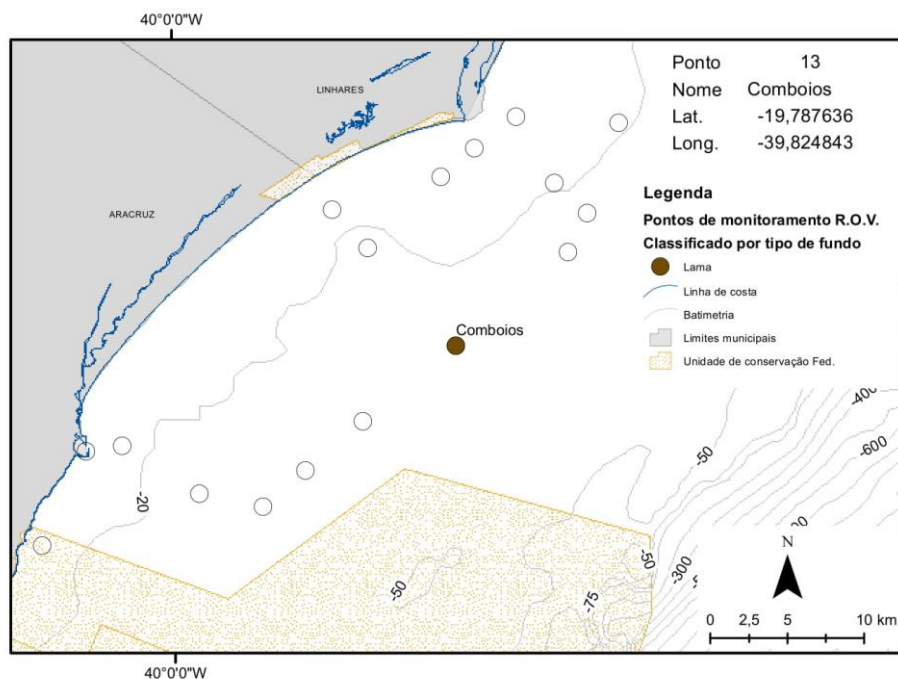 40°0'0"W
Ponto 13
Nome Comboios
Lat. -19,787636
Long. -39,824843
LINHARES
ARACRUZ
Legenda
Pontos de monitoramento R.O.V.
Classificado por tipo de fundo
Lama
Linha de costa
Batimetria
Limites municipais
Unidade de conservação Fed.
Comboios
-20
-50
-400
-600
-50
-50
-75
-300
N
0 2,5 5 10 km
40°0'0"W